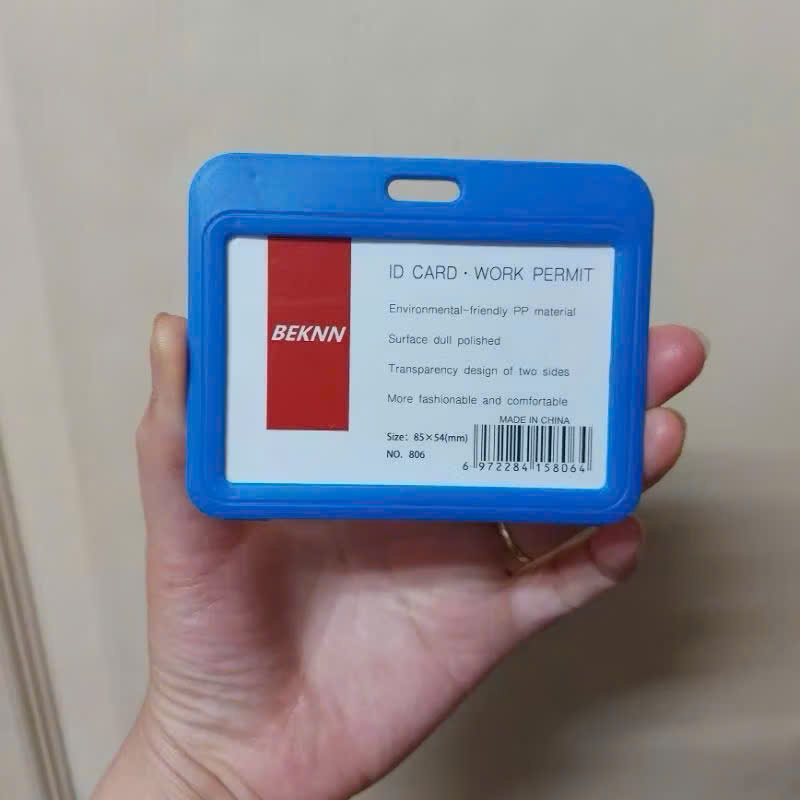 BEKNN
ID CARD · WORK PERMIT
Environmental-friendly PP material
Surface dull polished
Transparency design of two sides
More fashionable and comfortable
MADE IN CHINA
Size: 85×54(mm)
NO. 806
6 972284 158064